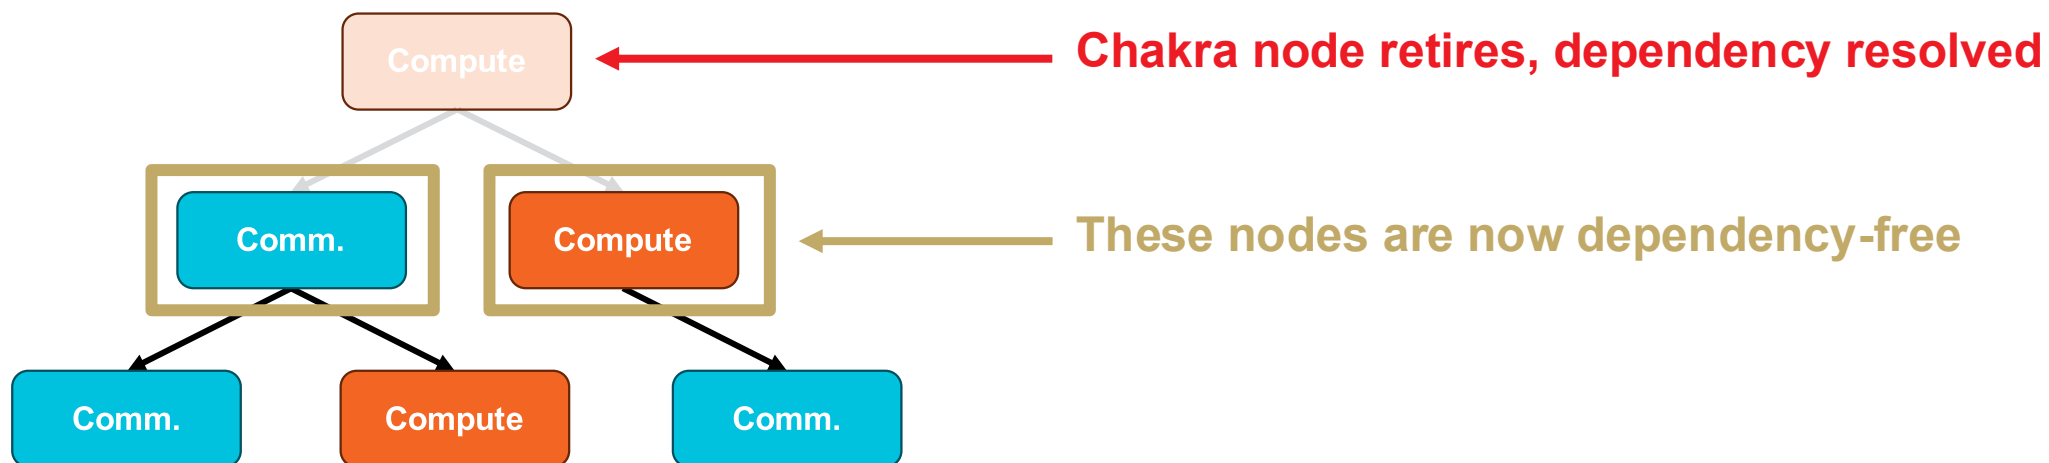 Compute
Chakra node retires, dependency resolved
Comm.
Compute
These nodes are now dependency-free
Comm.
Compute
Comm.